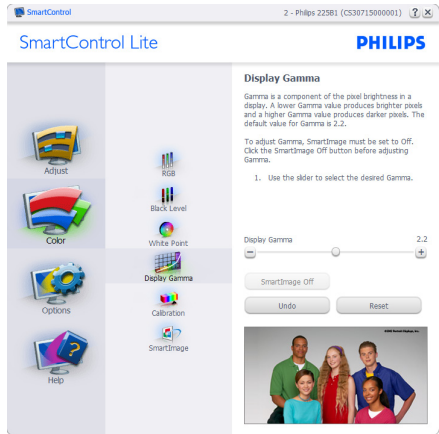 SmartControl
2 - Philips 225B1 (CS30715000001)
? ×
SmartControl Lite
PHILIPS
Adjust
Color
Options
Help
RGB
Black Level
White Point
Display Gamma
Calibration
SmartImage
Display Gamma
Gamma is a component of the pixel brightness in a
display. A lower Gamma value produces brighter pixels
and a higher Gamma value produces darker pixels. The
default value for Gamma is 2.2.
To adjust Gamma, SmartImage must be set to Off.
Click the SmartImage Off button before adjusting
Gamma.
1. Use the slider to select the desired Gamma.
Display Gamma 2.2
SmartImage Off
Undo Reset